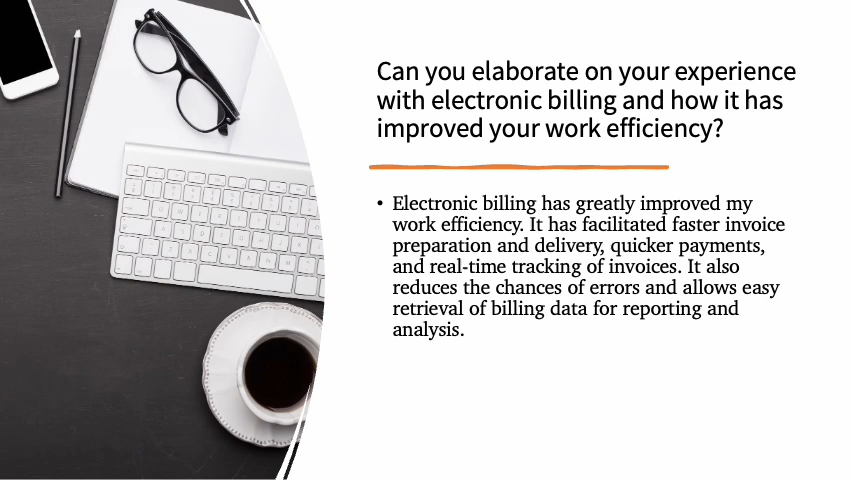 Can you elaborate on your experience
with electronic billing and how it has
improved your work efficiency?
• Electronic billing has greatly improved my
work efficiency. It has facilitated faster invoice
preparation and delivery, quicker payments,
and real-time tracking of invoices. It also
reduces the chances of errors and allows easy
retrieval of billing data for reporting and
analysis.